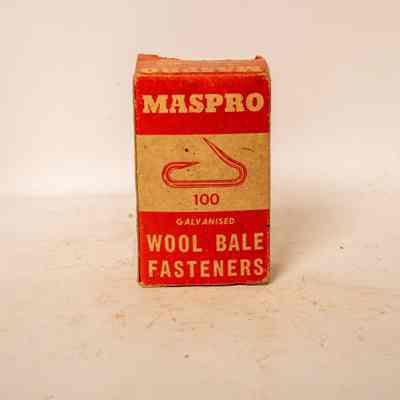 MASPRO
100
GALVANISED
WOOL BALE
FASTENERS